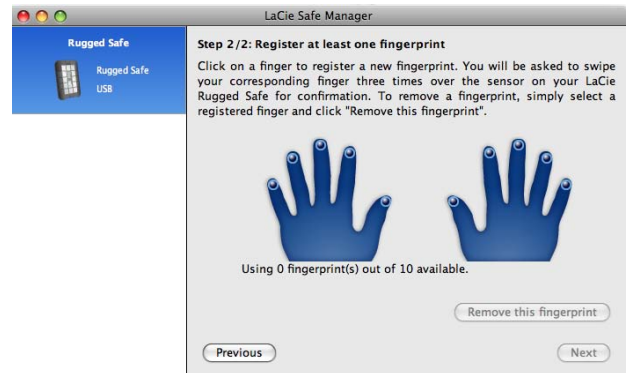 LaCie Safe Manager
Rugged Safe
Rugged Safe
USB
Step 2/2: Register at least one fingerprint
Click on a finger to register a new fingerprint. You will be asked to swipe
your corresponding finger three times over the sensor on your LaCie
Rugged Safe for confirmation. To remove a fingerprint, simply select a
registered finger and click "Remove this fingerprint".
Using 0 fingerprint(s) out of 10 available.
Remove this fingerprint
Previous
Next